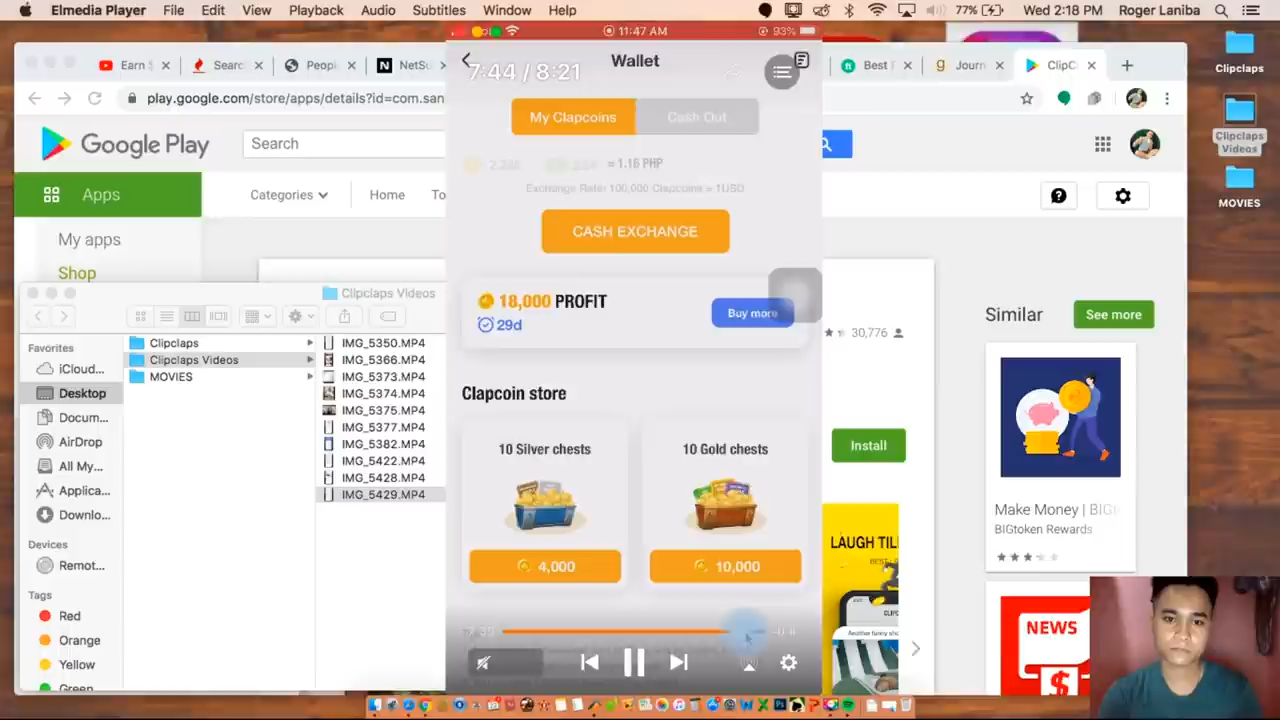 Elmedia Player File Edit View Playback Audio Subtitles Window Help
77% Wed 2:18 PM Roger Laniba
Earn S
Searc
Peopl
NetSo
Best F
Journ
ClipC
play.google.com/store/apps/details?id=com.san
Google Play
Search
Apps
Categories
Home
To
My apps
Shop
11:47 AM
93%
Wallet
7:44 / 8:21
My Clapcoins
Cash Out
= 1.16 PHP
Exchange Rate: 100,000 Clapcoins = 1USD
CASH EXCHANGE
18,000 PROFIT
29d
Buy more
Clapcoin store
10 Silver chests
10 Gold chests
4,000
10,000
Clipclaps Videos
Favorites
iCloud...
Desktop
Docum...
AirDrop
All My...
Applica...
Downlo...
Devices
Remot...
Tags
Red
Orange
Yellow
Green
Clipclaps
Clipclaps Videos
MOVIES
IMG_5350.MP4
IMG_5366.MP4
IMG_5373.MP4
IMG_5374.MP4
IMG_5375.MP4
IMG_5377.MP4
IMG_5382.MP4
IMG_5422.MP4
IMG_5428.MP4
IMG_5429.MP4
30,776
Install
LAUGH TIL
Another funny sho
Similar
See more
Make Money | BIG
BIGtoken Rewards
NEWS
$
Clipclaps
Clipclaps
Videos
MOVIES